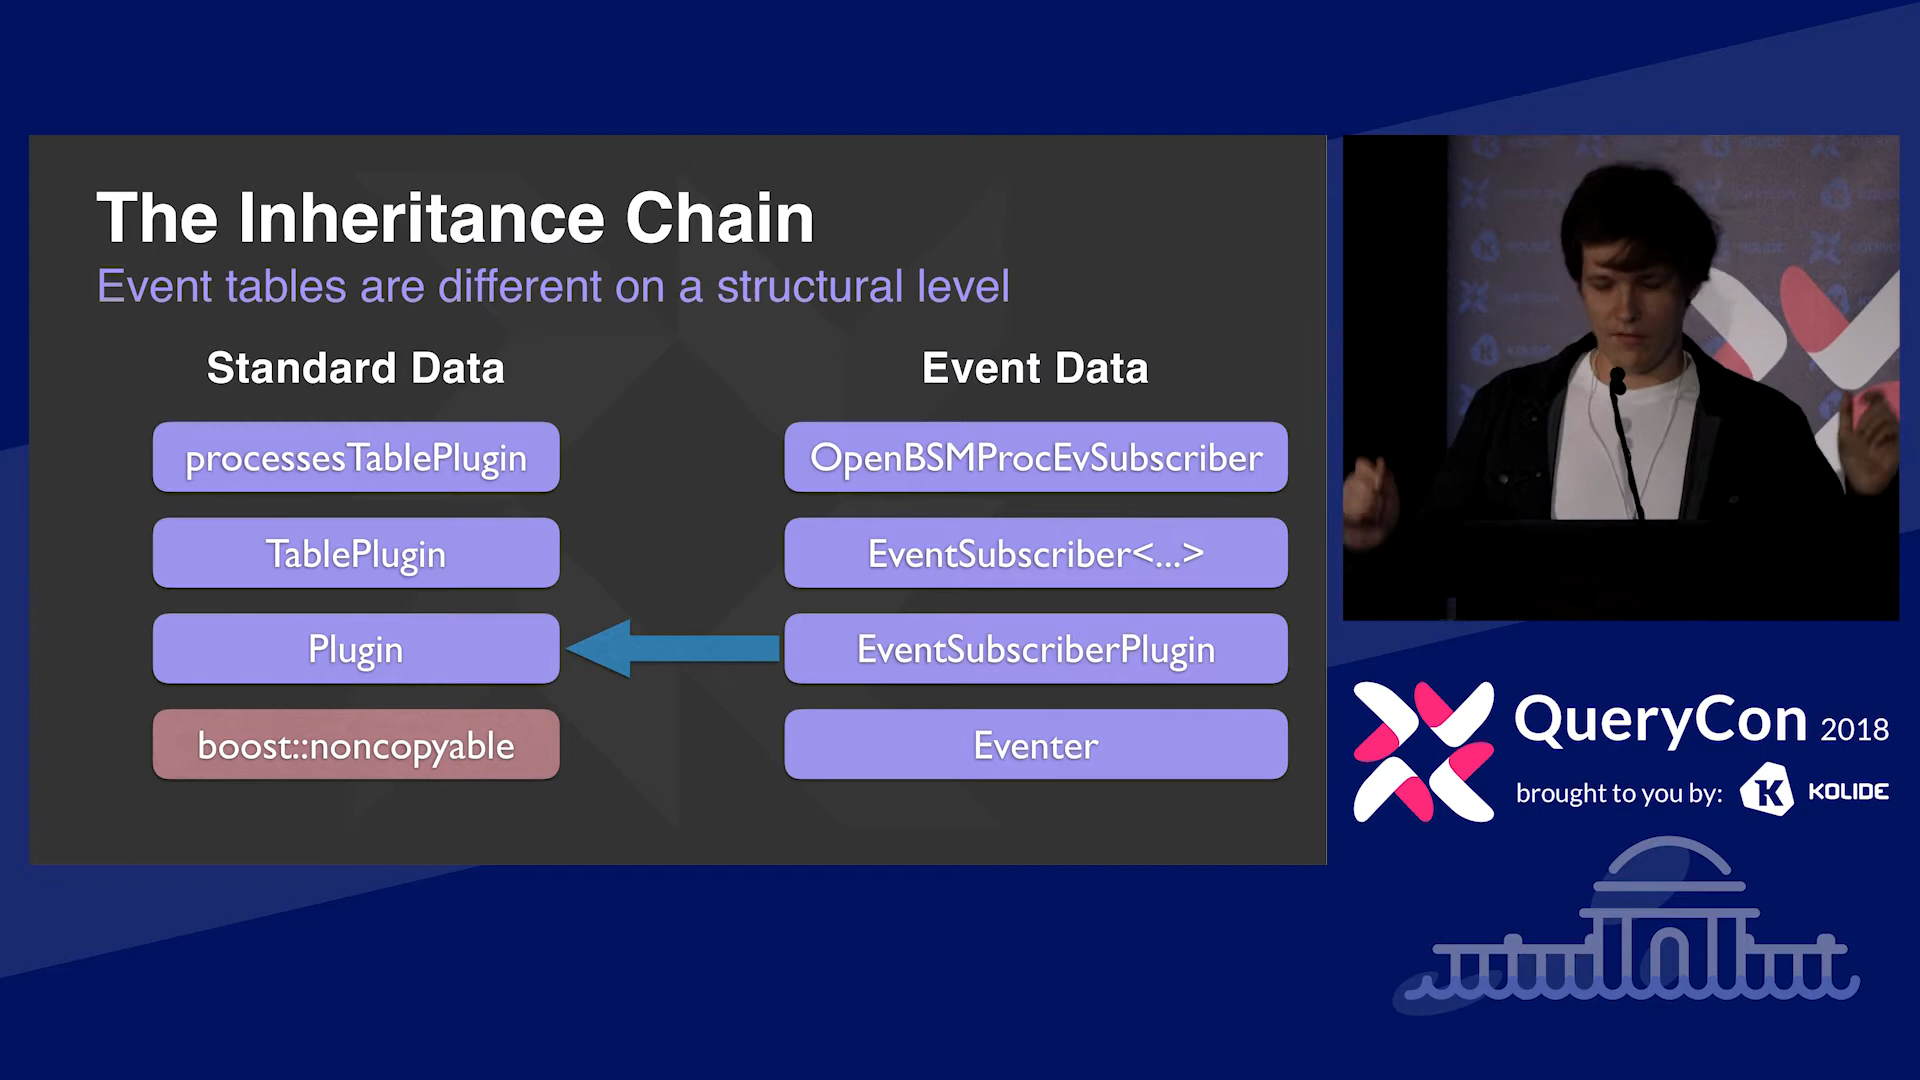 The Inheritance Chain
Event tables are different on a structural level
Standard Data
processesTablePlugin
TablePlugin
Plugin
boost::noncopyable
Event Data
OpenBSMProcEvSubscriber
EventSubscriber<...>
EventSubscriberPlugin
Eventer
QueryCon 2018
brought to you by: K KOLIDE